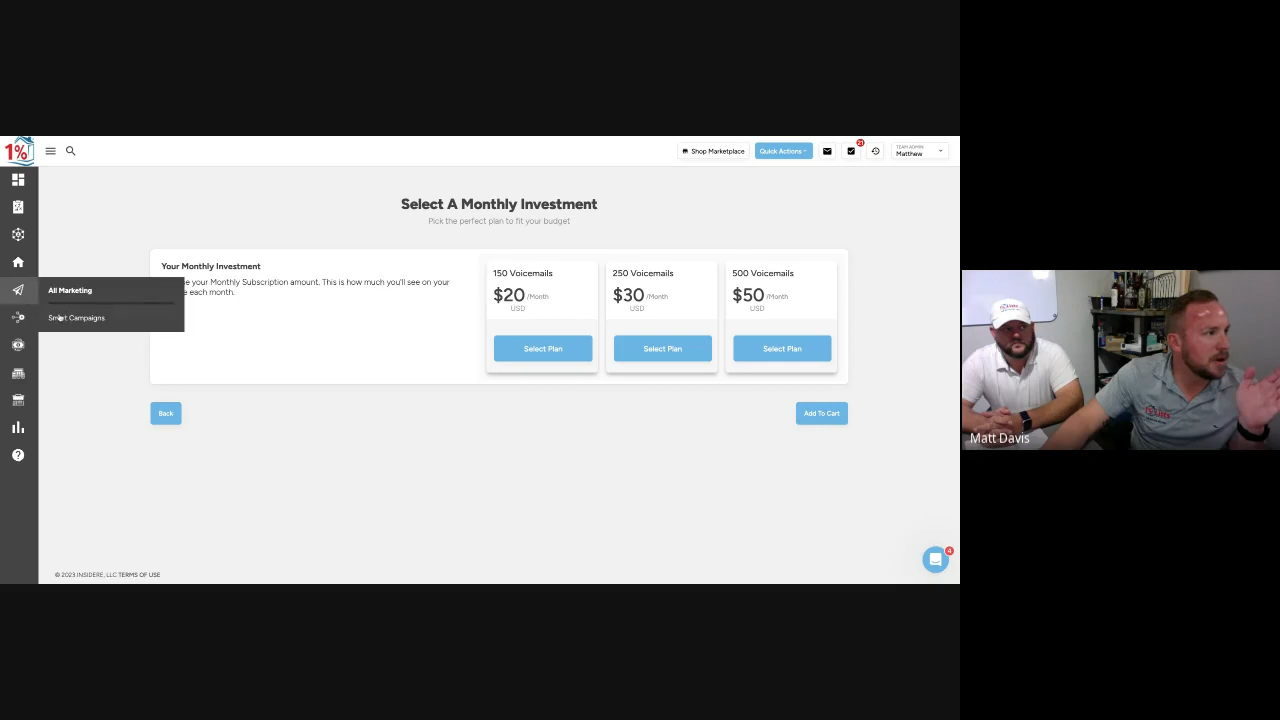 1%
Shop Marketplace
Quick Actions
21
TEAM ADMIN
Matthew
Select A Monthly Investment
Pick the perfect plan to fit your budget
Your Monthly Investment
e your Monthly Subscription amount. This is how much you'll see on your
e each month.
150 Voicemails
$20 /Month
USD
Select Plan
250 Voicemails
$30 /Month
USD
Select Plan
500 Voicemails
$50 /Month
USD
Select Plan
All Marketing
Smart Campaigns
Back
Add To Cart
4
© 2023 INSIDERE, LLC TERMS OF USE
Matt Davis